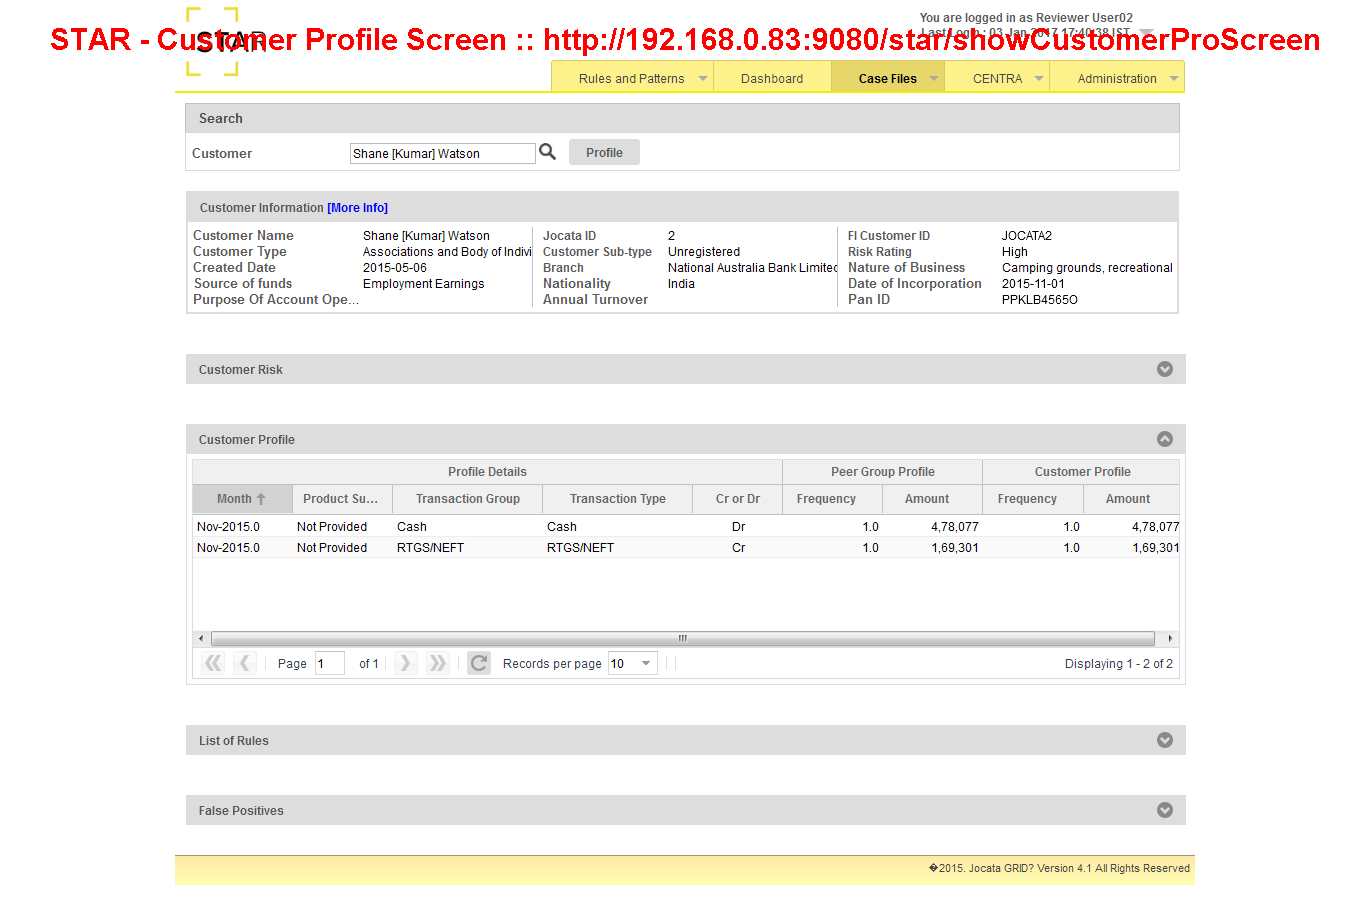 You are logged in as Reviewer User02
STAR - Customer Profile Screen :: http://192.168.0.83:9080/star/showCustomerProScreen
STAR
Last Login : 03 Jan 2017 17:40:38 IST
Rules and Patterns Dashboard Case Files CENTRA Administration
Search
Customer Shane [Kumar] Watson Profile
Customer Information [More Info]
Customer Name Shane [Kumar] Watson Jocata ID 2 FI Customer ID JOCATA2
Customer Type Associations and Body of Indivi Customer Sub-type Unregistered Risk Rating High
Created Date 2015-05-06 Branch National Australia Bank Limited Nature of Business Camping grounds, recreational
Source of funds Employment Earnings Nationality India Date of Incorporation 2015-11-01
Purpose Of Account Ope... Annual Turnover Pan ID PPKLB4565O
Customer Risk
Customer Profile
Profile Details Peer Group Profile Customer Profile
Month Product Su... Transaction Group Transaction Type Cr or Dr Frequency Amount Frequency Amount
Nov-2015.0 Not Provided Cash Cash Dr 1.0 4,78,077 1.0 4,78,077
Nov-2015.0 Not Provided RTGS/NEFT RTGS/NEFT Cr 1.0 1,69,301 1.0 1,69,301
Page 1 of 1 Records per page 10 Displaying 1 - 2 of 2
List of Rules
False Positives
�2015. Jocata GRID? Version 4.1 All Rights Reserved